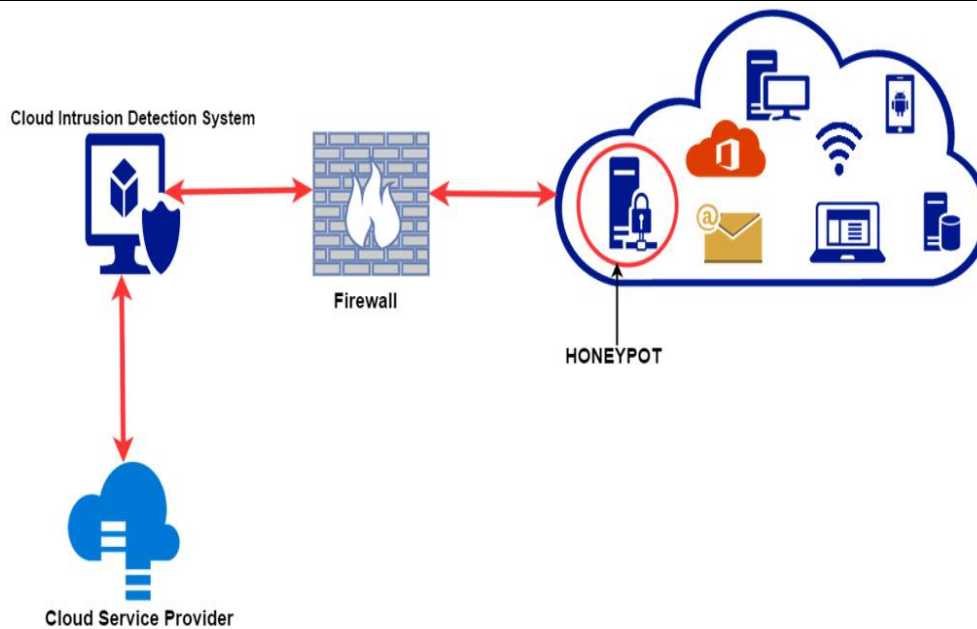 Cloud Intrusion Detection System
Firewall
@
HONEYPOT
Cloud Service Provider